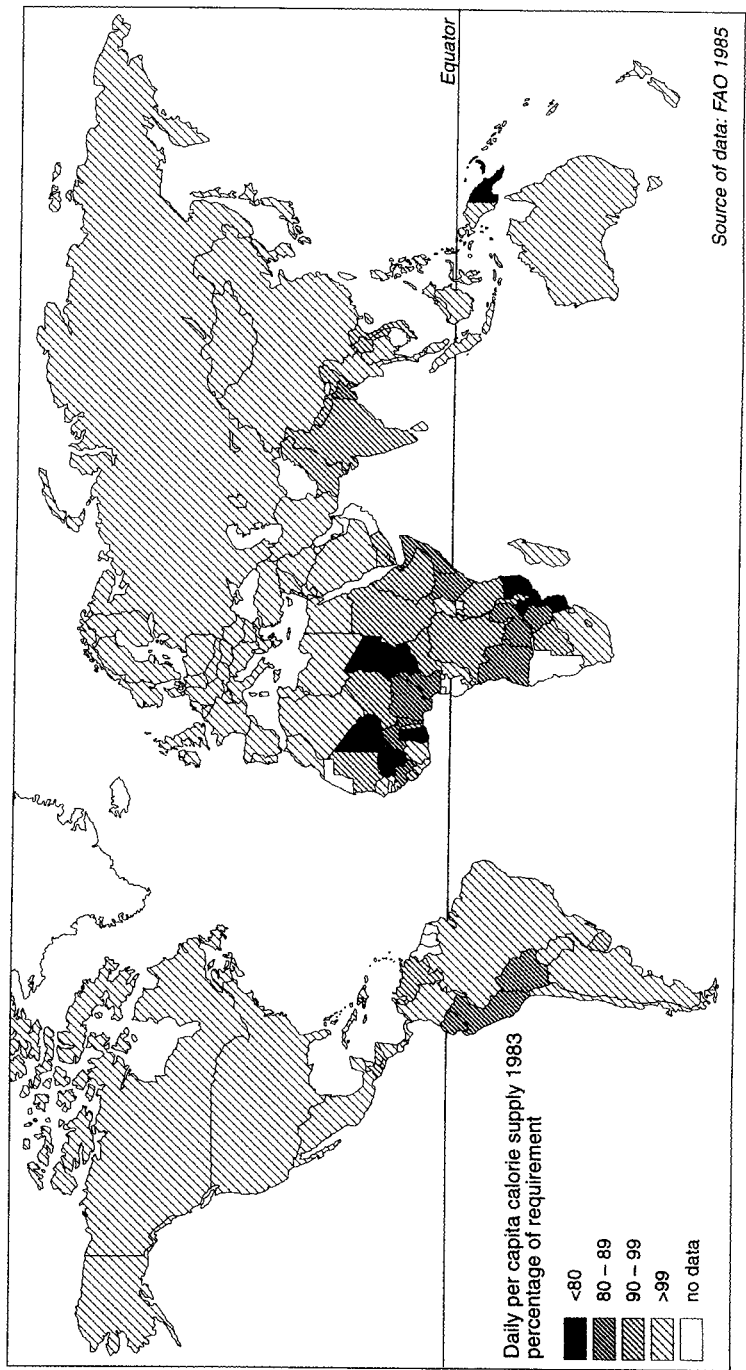 Equator
Daily per capita calorie supply 1983
percentage of requirement
<80
80 – 89
90 – 99
>99
no data
Source of data: FAO 1985